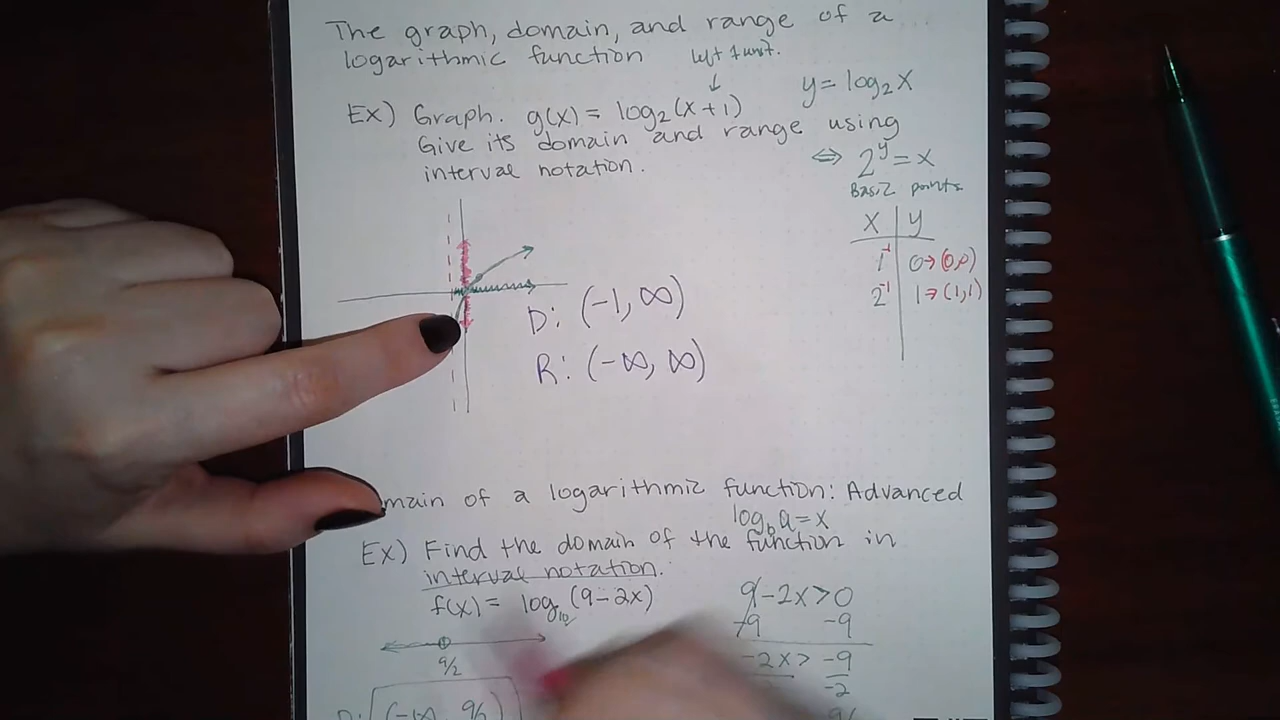 The graph, domain, and range of a
logarithmic function
left 1 unit.
↓
Ex) Graph. g(x) = log₂(x+1)
Give its domain and range using
interval notation.
y = log₂x
⇔ 2^y = x
Basic points
x | y
1⁻¹ | 0 → (0,0)
2⁻¹ | 1 → (1,1)
D: (-1, ∞)
R: (-∞, ∞)
main of a logarithmic function: Advanced
log_b a = x
Ex) Find the domain of the function in
interval notation.
f(x) = log₁₀(9-2x)
9/2
9-2x>0
-9 -9
-2x > -9
-2